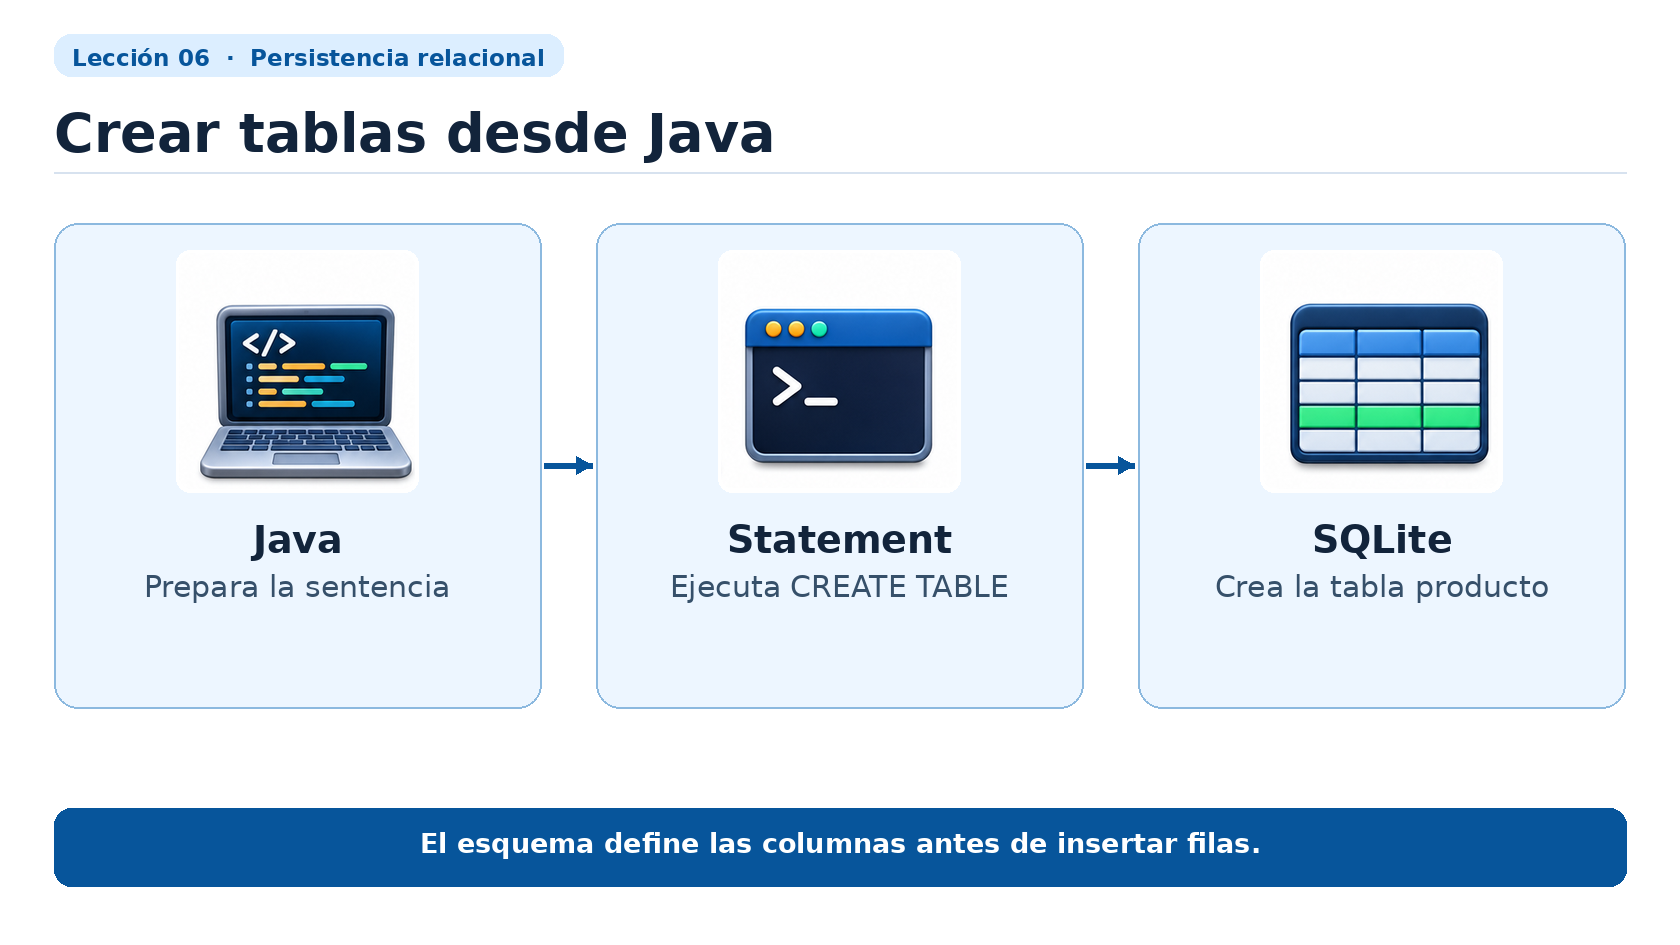 Lección 06 · Persistencia relacional
Crear tablas desde Java
</>
>_
Java
Prepara la sentencia
Statement
Ejecuta CREATE TABLE
SQLite
Crea la tabla producto
El esquema define las columnas antes de insertar filas.